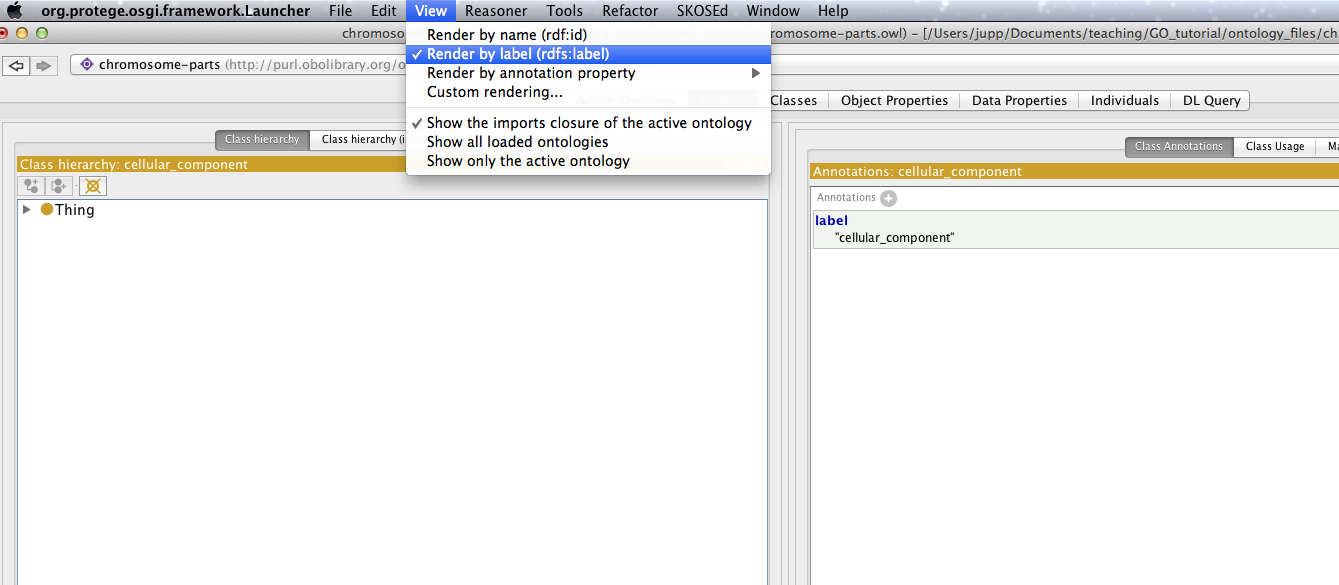 org.protege.osgi.framework.Launcher File Edit View Reasoner Tools Refactor SKOSEd Window Help
chromoso
romosome-parts.owl) – [/Users/jupp/Documents/teaching/GO_tutorial/ontology_files/ch
Render by name (rdf:id)
✓ Render by label (rdfs:label)
Render by annotation property
Custom rendering...
✓ Show the imports closure of the active ontology
Show all loaded ontologies
Show only the active ontology
chromosome-parts (http://purl.obolibrary.org/o
Classes Object Properties Data Properties Individuals DL Query
Class hierarchy Class hierarchy (i
Class hierarchy: cellular_component
Thing
Class Annotations Class Usage Ma
Annotations: cellular_component
Annotations
label
"cellular_component"